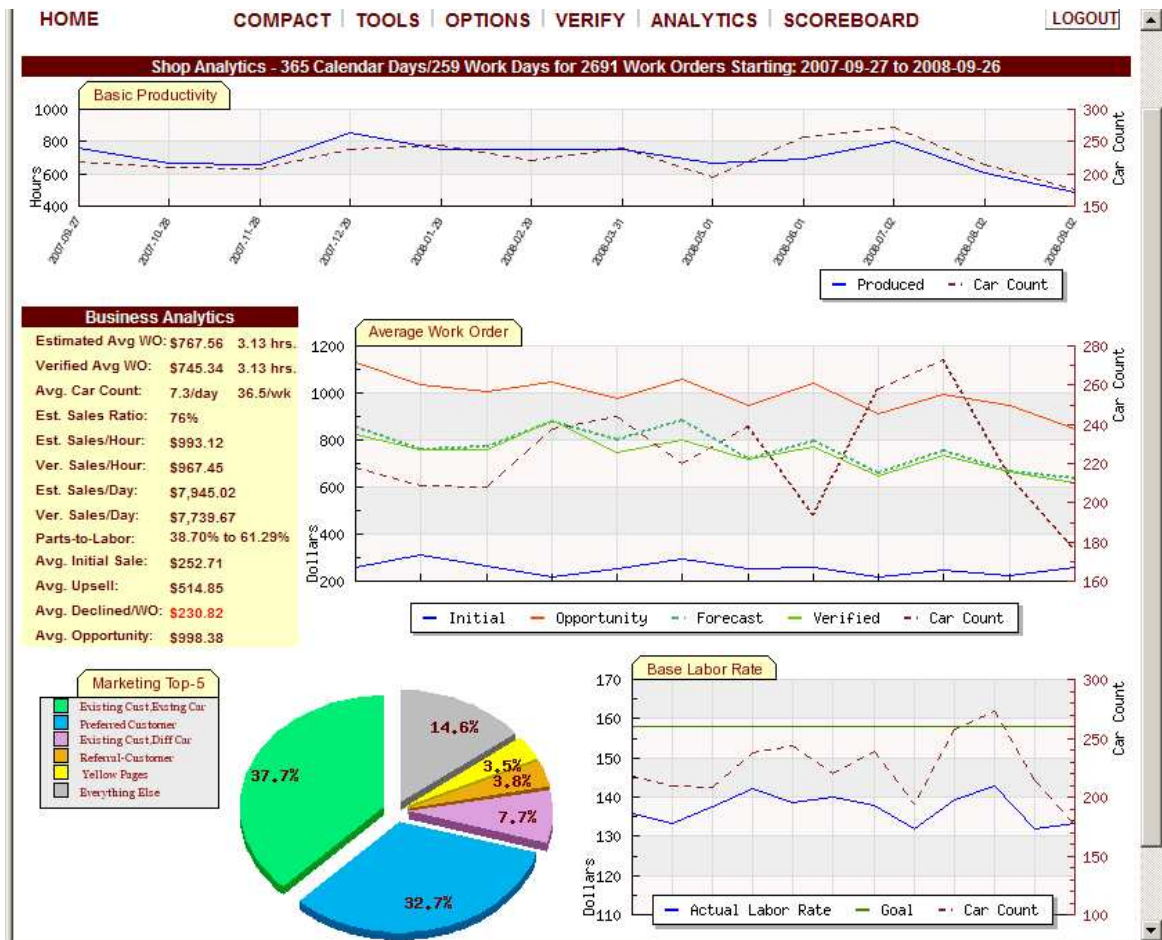 HOME COMPACT TOOLS OPTIONS VERIFY ANALYTICS SCOREBOARD LOGOUT
Shop Analytics - 365 Calendar Days/259 Work Days for 2691 Work Orders Starting: 2007-09-27 to 2008-09-26
Basic Productivity
1000
800
600
400
Hours
300
250
200
150
Car Count
2007-09-27
2007-10-28
2007-11-28
2007-12-29
2008-01-29
2008-02-29
2008-03-31
2008-05-01
2008-06-01
2008-07-02
2008-08-02
2008-09-02
Produced Car Count
Business Analytics
Estimated Avg WO: $767.56 3.13 hrs.
Verified Avg WO: $745.34 3.13 hrs.
Avg. Car Count: 7.3/day 36.5/wk
Est. Sales Ratio: 76%
Est. Sales/Hour: $993.12
Ver. Sales/Hour: $967.45
Est. Sales/Day: $7,945.02
Ver. Sales/Day: $7,739.67
Parts-to-Labor: 38.70% to 61.29%
Avg. Initial Sale: $252.71
Avg. Upsell: $514.85
Avg. Declined/WO: $230.82
Avg. Opportunity: $998.38
Average Work Order
1200
1000
800
600
400
200
Dollars
280
260
240
220
200
180
160
Car Count
Initial Opportunity Forecast Verified Car Count
Marketing Top-5
Existing Cust,Exstng Car
Preferred Customer
Existing Cust,Diff Car
Referral-Customer
Yellow Pages
Everything Else
14.6%
3.5%
3.8%
7.7%
32.7%
37.7%
Base Labor Rate
170
160
150
140
130
120
110
Dollars
300
250
200
150
100
Car Count
Actual Labor Rate Goal Car Count